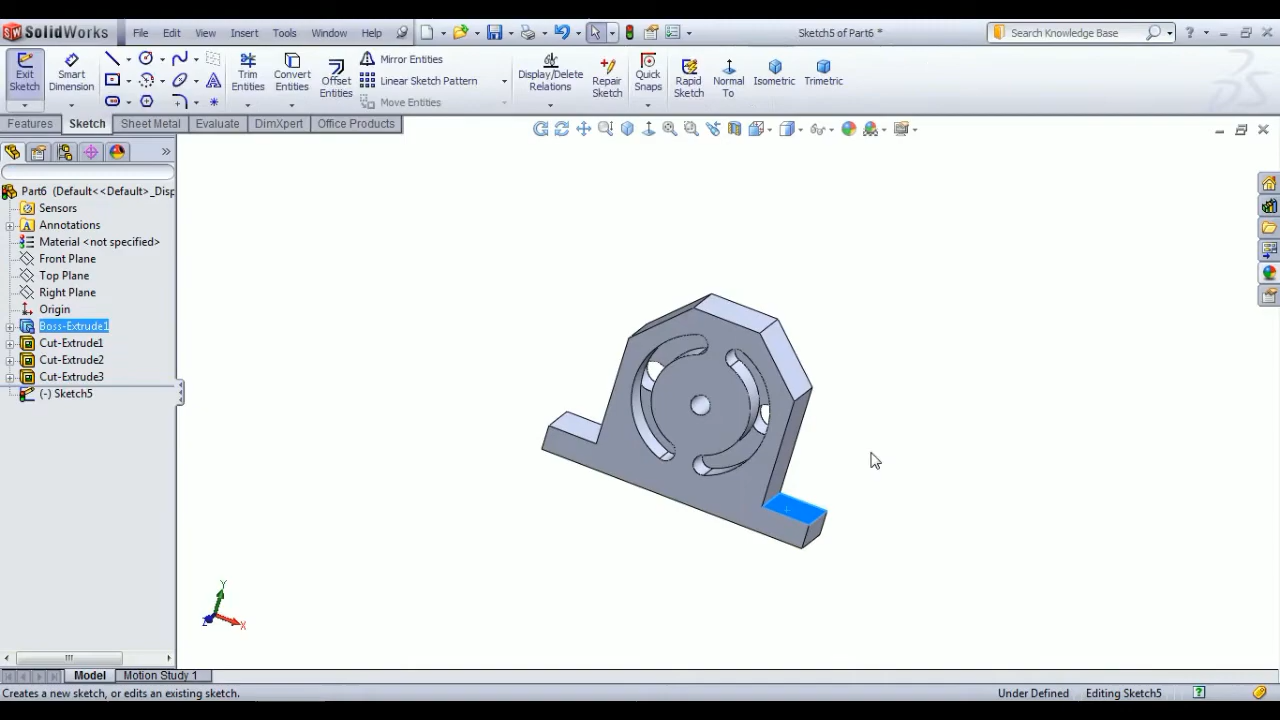 SolidWorks File Edit View Insert Tools Window Help Sketch5 of Part6 * Search Knowledge Base
Exit Sketch
Smart Dimension
Trim Entities
Convert Entities
Offset Entities
Mirror Entities
Linear Sketch Pattern
Move Entities
Display/Delete Relations
Repair Sketch
Quick Snaps
Rapid Sketch
Normal To
Isometric
Trimetric
Features Sketch Sheet Metal Evaluate DimXpert Office Products
Part6 (Default<<Default>_Disp
Sensors
Annotations
Material <not specified>
Front Plane
Top Plane
Right Plane
Origin
Boss-Extrude1
Cut-Extrude1
Cut-Extrude2
Cut-Extrude3
(-) Sketch5
Y
X
Z
Model Motion Study 1
Creates a new sketch, or edits an existing sketch. Under Defined Editing Sketch5